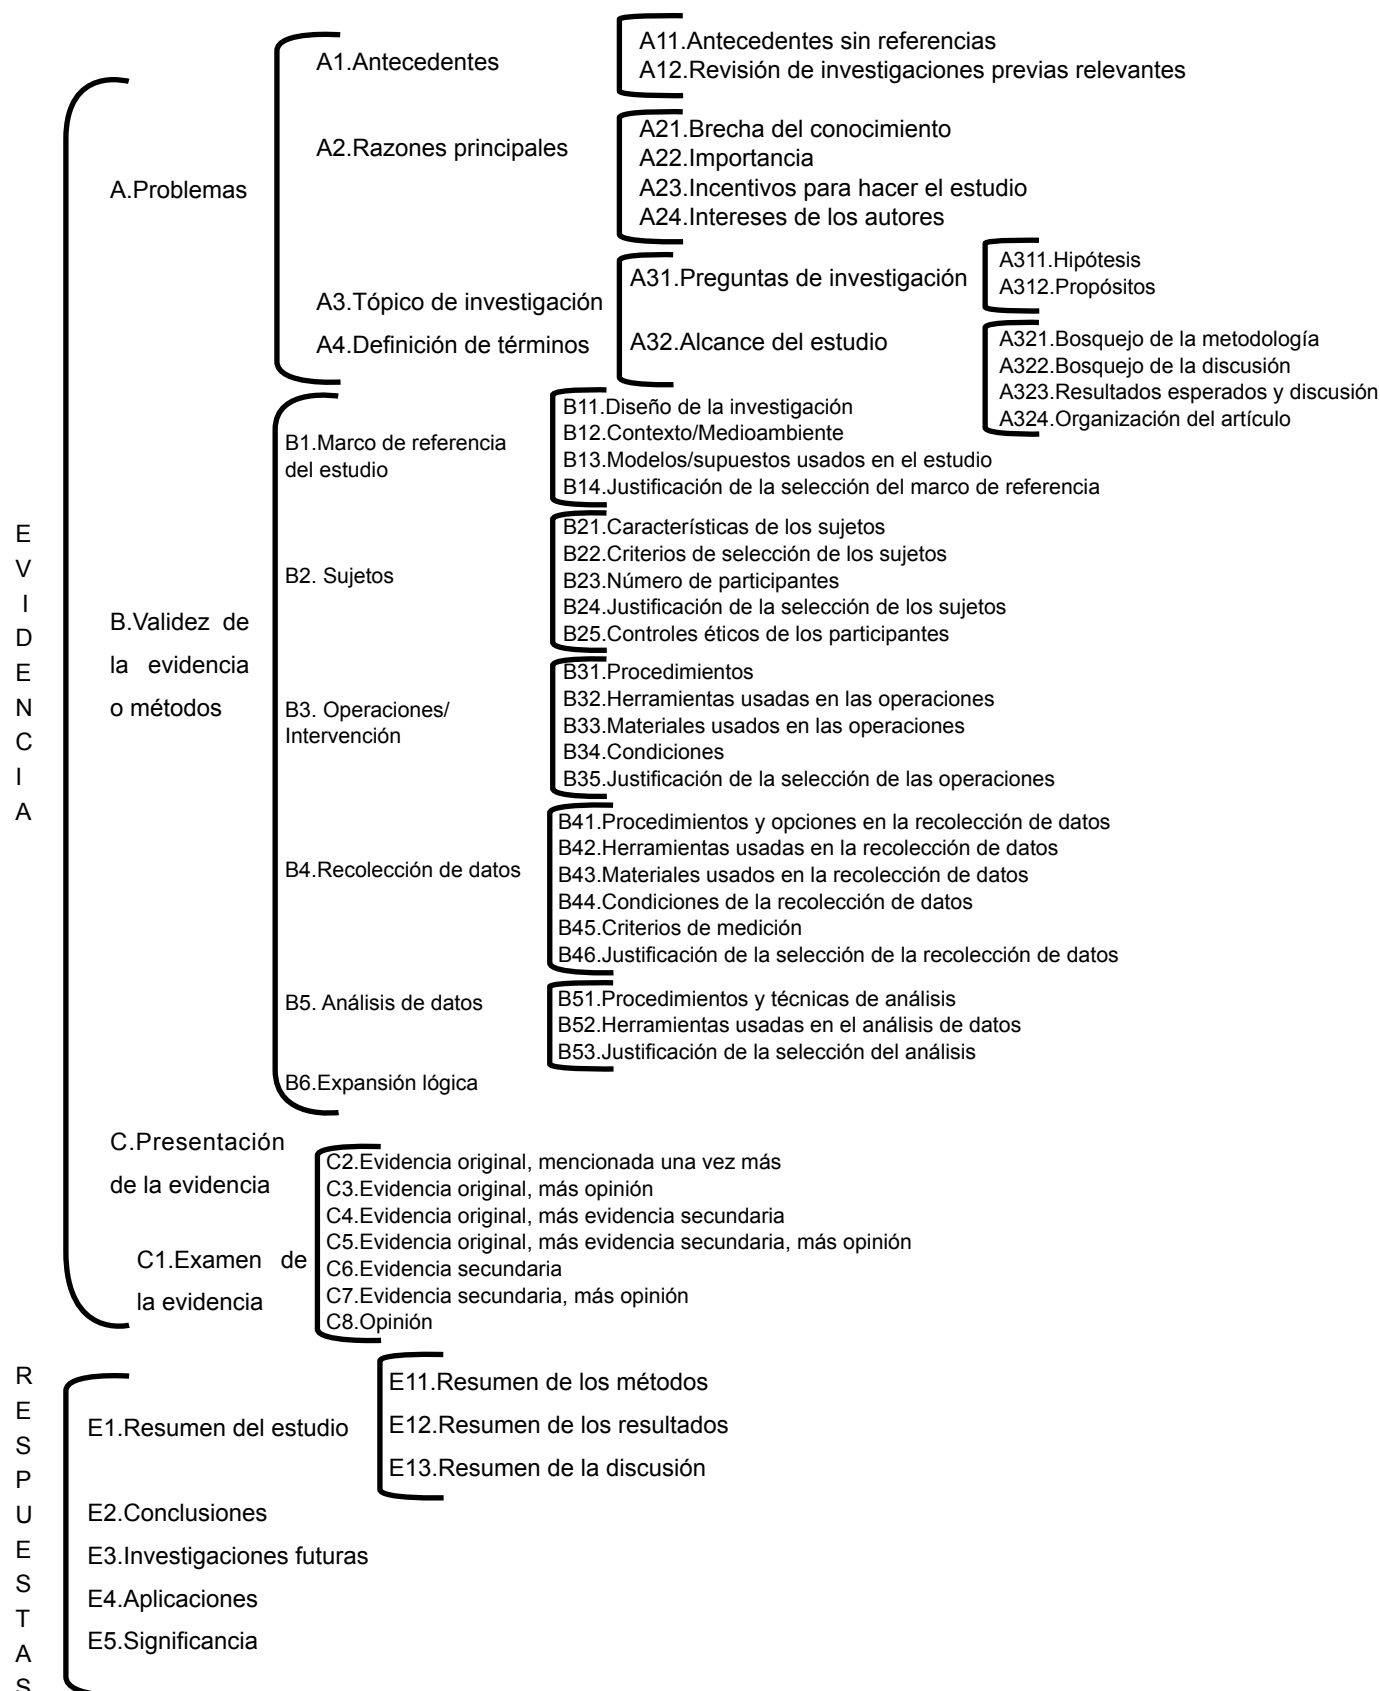 EVIDENCIA
A.Problemas
A1.Antecedentes
A11.Antecedentes sin referencias
A12.Revisión de investigaciones previas relevantes
A2.Razones principales
A21.Brecha del conocimiento
A22.Importancia
A23.Incentivos para hacer el estudio
A24.Intereses de los autores
A3.Tópico de investigación
A31.Preguntas de investigación
A311.Hipótesis
A312.Propósitos
A32.Alcance del estudio
A321.Bosquejo de la metodología
A322.Bosquejo de la discusión
A323.Resultados esperados y discusión
A324.Organización del artículo
A4.Definición de términos
B.Validez de
la evidencia
o métodos
B1.Marco de referencia
del estudio
B11.Diseño de la investigación
B12.Contexto/Medioambiente
B13.Modelos/supuestos usados en el estudio
B14.Justificación de la selección del marco de referencia
B2. Sujetos
B21.Características de los sujetos
B22.Criterios de selección de los sujetos
B23.Número de participantes
B24.Justificación de la selección de los sujetos
B25.Controles éticos de los participantes
B3. Operaciones/
Intervención
B31.Procedimientos
B32.Herramientas usadas en las operaciones
B33.Materiales usados en las operaciones
B34.Condiciones
B35.Justificación de la selección de las operaciones
B4.Recolección de datos
B41.Procedimientos y opciones en la recolección de datos
B42.Herramientas usadas en la recolección de datos
B43.Materiales usados en la recolección de datos
B44.Condiciones de la recolección de datos
B45.Criterios de medición
B46.Justificación de la selección de la recolección de datos
B5. Análisis de datos
B51.Procedimientos y técnicas de análisis
B52.Herramientas usadas en el análisis de datos
B53.Justificación de la selección del análisis
B6.Expansión lógica
C.Presentación
de la evidencia
C1.Examen de
la evidencia
C2.Evidencia original, mencionada una vez más
C3.Evidencia original, más opinión
C4.Evidencia original, más evidencia secundaria
C5.Evidencia original, más evidencia secundaria, más opinión
C6.Evidencia secundaria
C7.Evidencia secundaria, más opinión
C8.Opinión
RESPUESTAS
E1.Resumen del estudio
E11.Resumen de los métodos
E12.Resumen de los resultados
E13.Resumen de la discusión
E2.Conclusiones
E3.Investigaciones futuras
E4.Aplicaciones
E5.Significancia